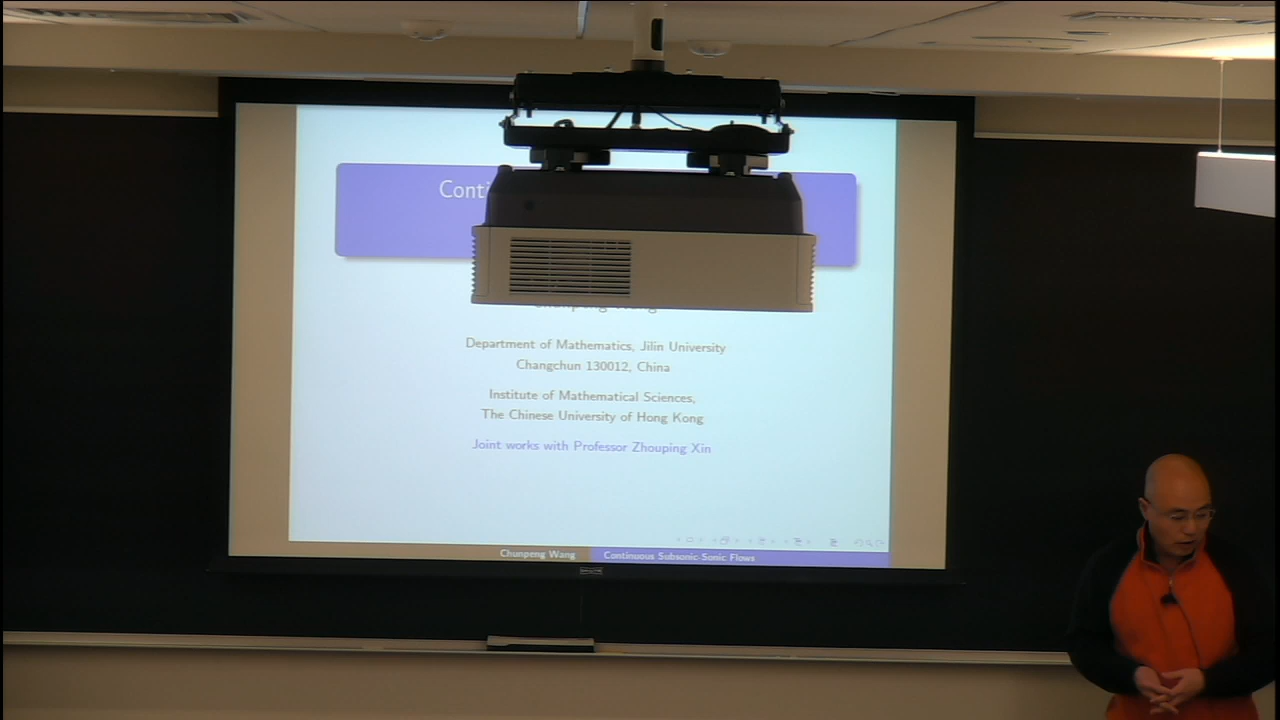 Department of Mathematics, Jilin University
Changchun 130012, China
Institute of Mathematical Sciences,
The Chinese University of Hong Kong
Joint works with Professor Zhouping Xin
Chunpeng Wang Continuous Subsonic-Sonic Flows